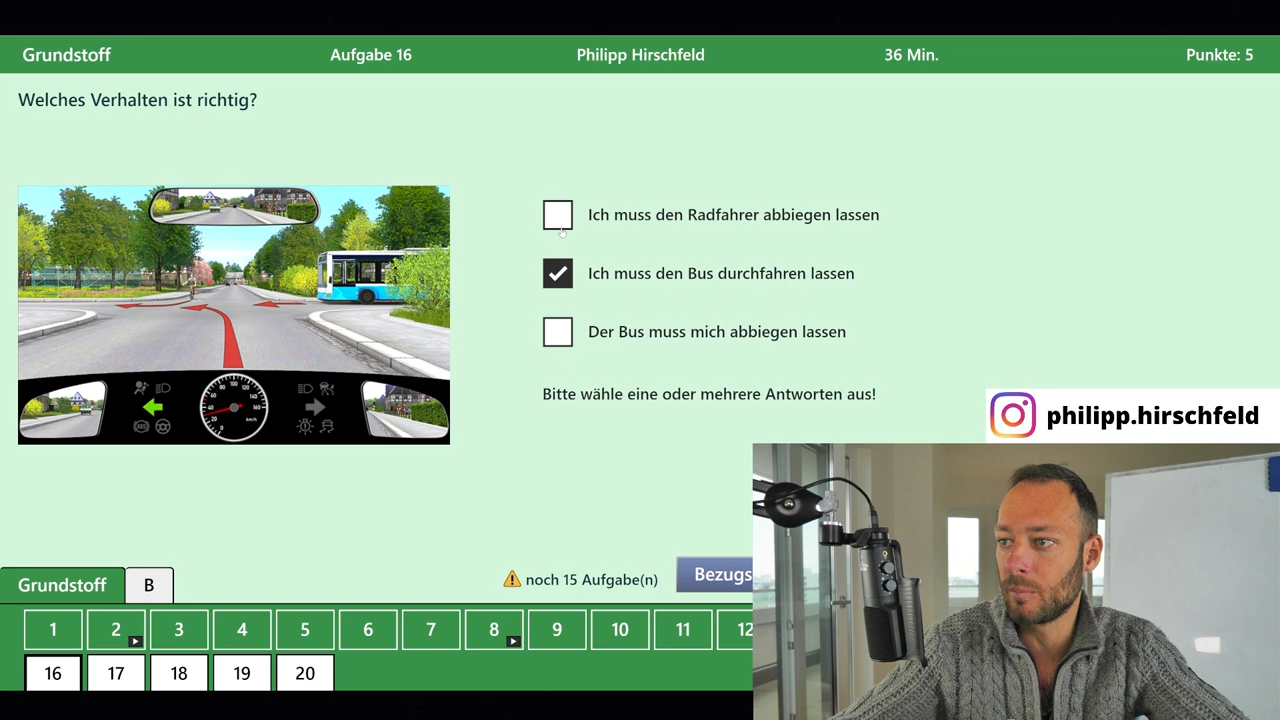 Grundstoff Aufgabe 16 Philipp Hirschfeld 36 Min. Punkte: 5
Welches Verhalten ist richtig?
Ich muss den Radfahrer abbiegen lassen
Ich muss den Bus durchfahren lassen
Der Bus muss mich abbiegen lassen
Bitte wähle eine oder mehrere Antworten aus!
philipp.hirschfeld
Grundstoff B
noch 15 Aufgabe(n) Bezugs
1 2 3 4 5 6 7 8 9 10 11 12
16 17 18 19 20